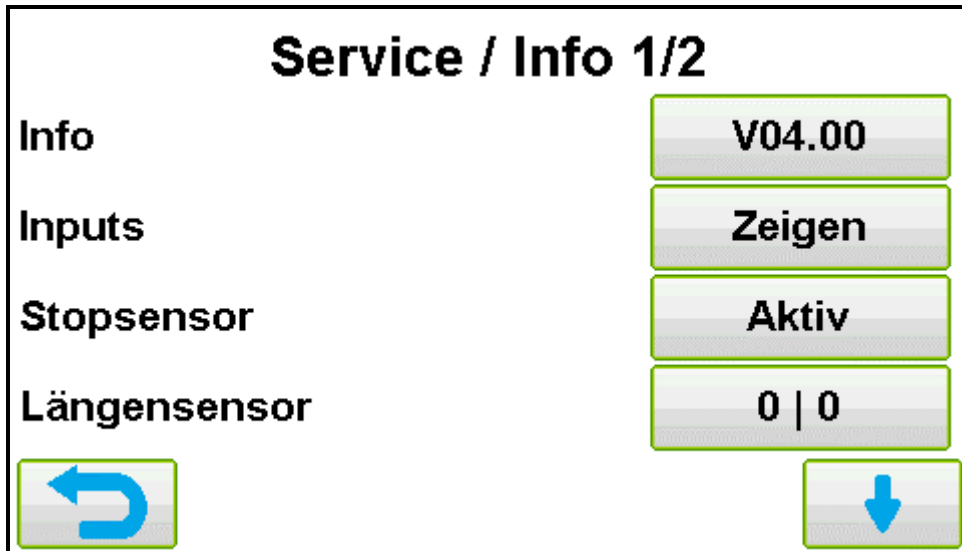 Service / Info 1/2
Info V04.00
Inputs Zeigen
Stopsensor Aktiv
Längensensor 0 | 0